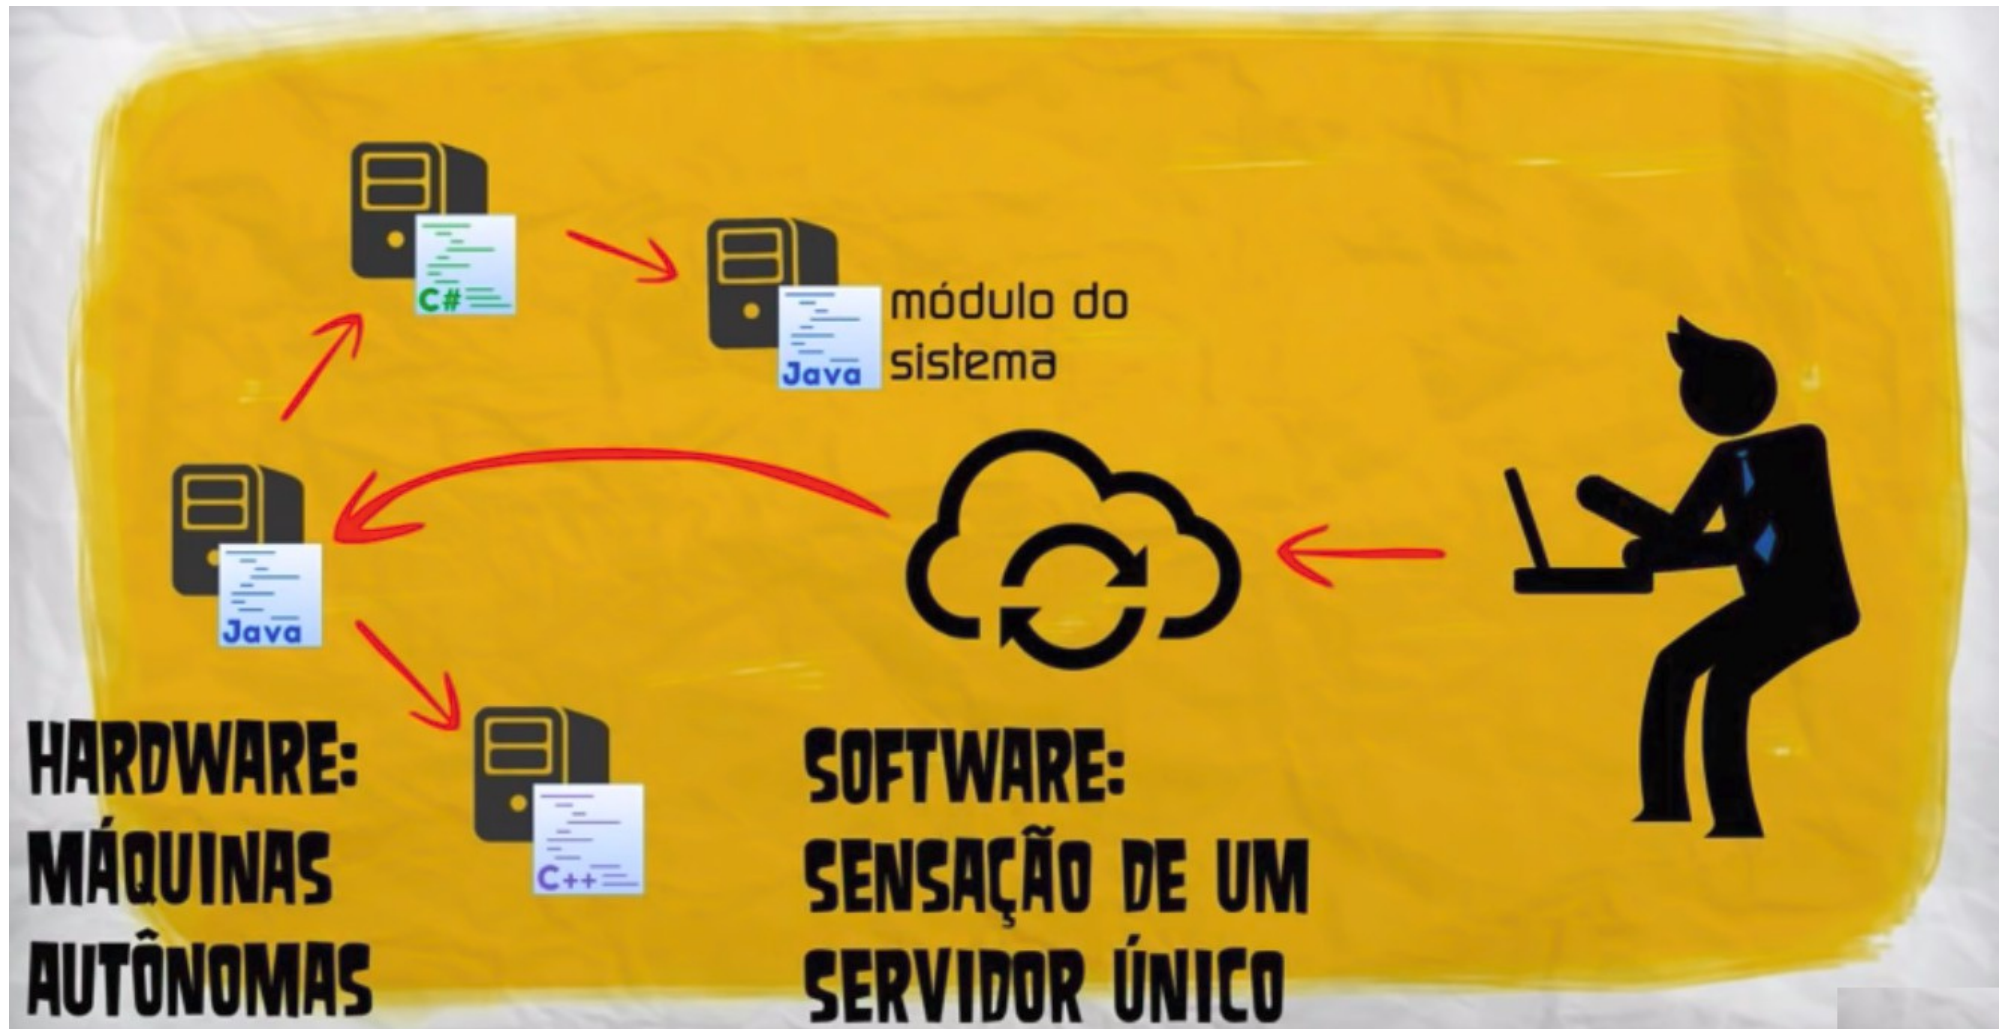 C#
módulo do
sistema
Java
Java
C++
HARDWARE:
MÁQUINAS
AUTÔNOMAS
SOFTWARE:
SENSAÇÃO DE UM
SERVIDOR ÚNICO